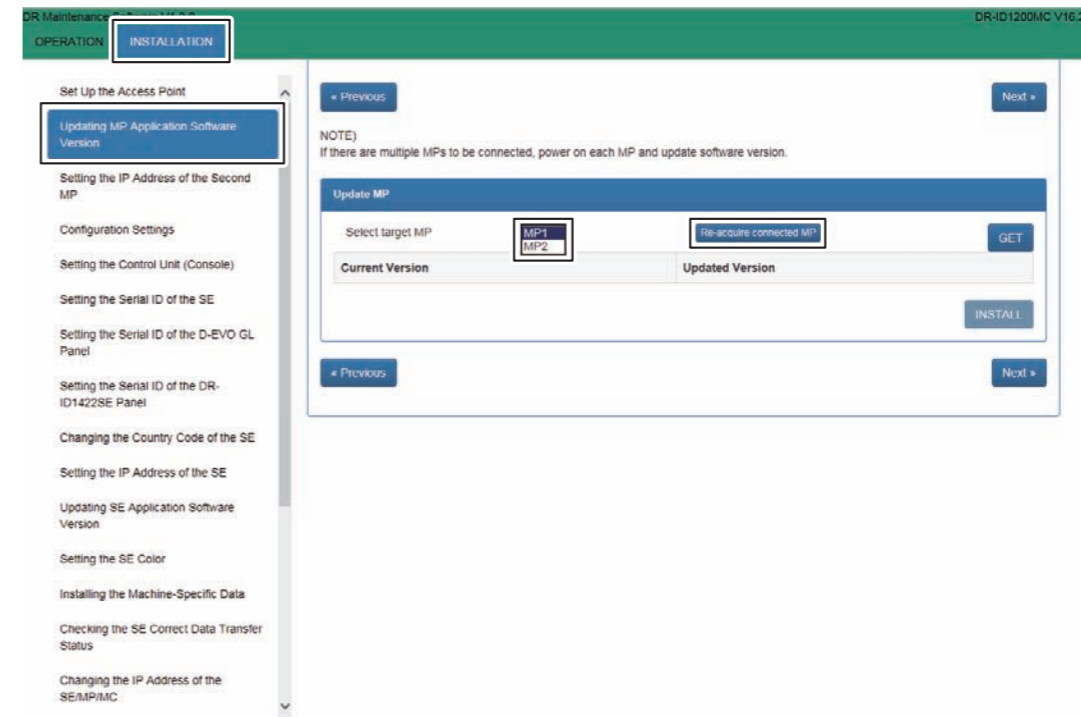 DR Maintenance
DR-ID1200MC V16.2
OPERATION
INSTALLATION
Set Up the Access Point
Updating MP Application Software
Version
Setting the IP Address of the Second
MP
Configuration Settings
Setting the Control Unit (Console)
Setting the Serial ID of the SE
Setting the Serial ID of the D-EVO GL
Panel
Setting the Serial ID of the DR-
ID1422SE Panel
Changing the Country Code of the SE
Setting the IP Address of the SE
Updating SE Application Software
Version
Setting the SE Color
Installing the Machine-Specific Data
Checking the SE Correct Data Transfer
Status
Changing the IP Address of the
SE/MP/MC
« Previous
Next »
NOTE)
If there are multiple MPs to be connected, power on each MP and update software version.
Update MP
Select target MP
MP1
MP2
Re-acquire connected MP
GET
Current Version
Updated Version
INSTALL
« Previous
Next »